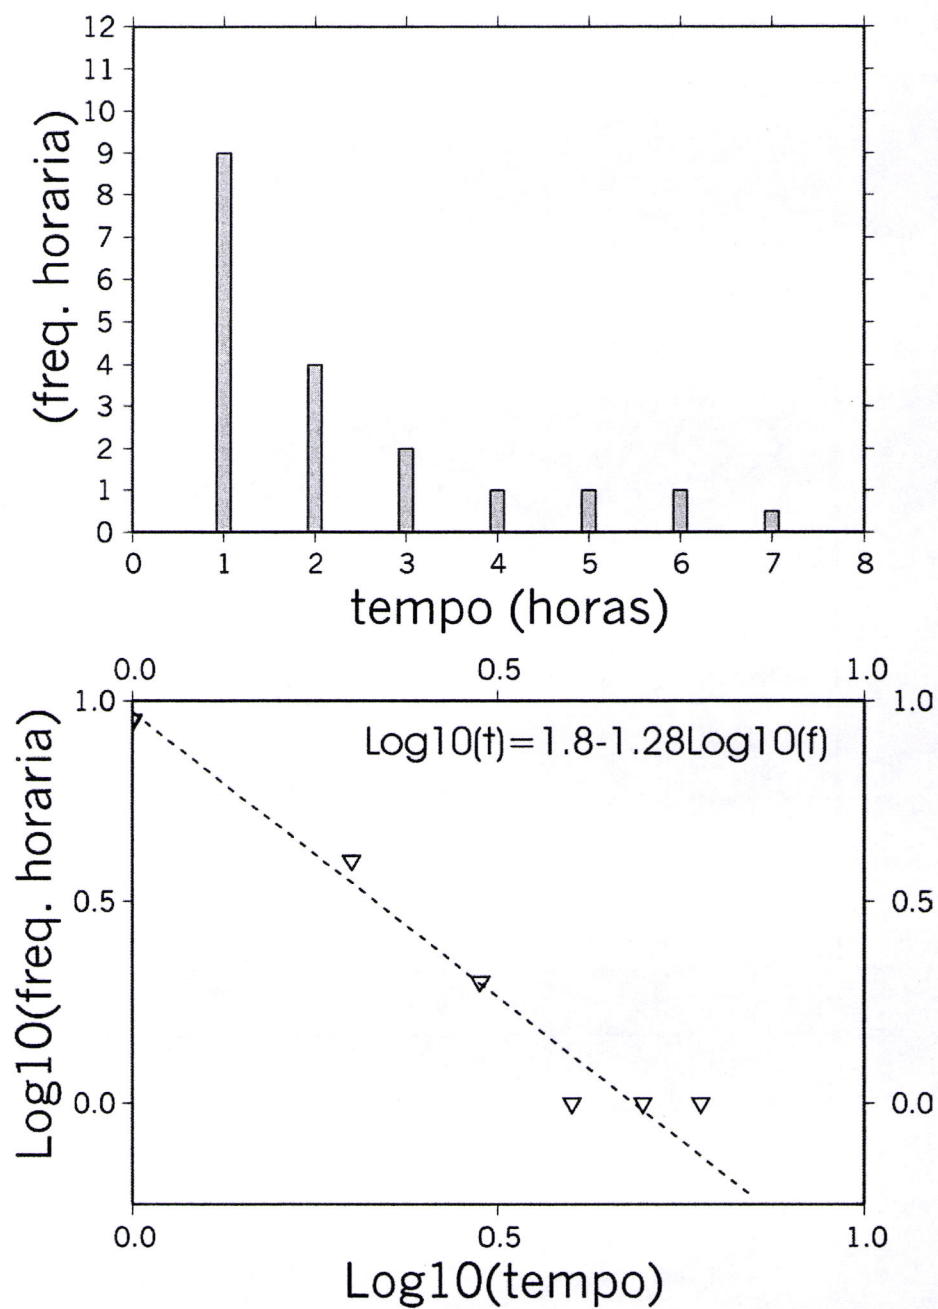 12
11
10
9
8
7
6
5
4
3
2
1
0
(freq. horaria)
0 1 2 3 4 5 6 7 8
tempo (horas)
0.0 0.5 1.0
1.0 1.0
Log10(t)=1.8-1.28Log10(f)
0.5 0.5
0.0 0.0
Log10(freq. horaria)
0.0 0.5 1.0
Log10(tempo)